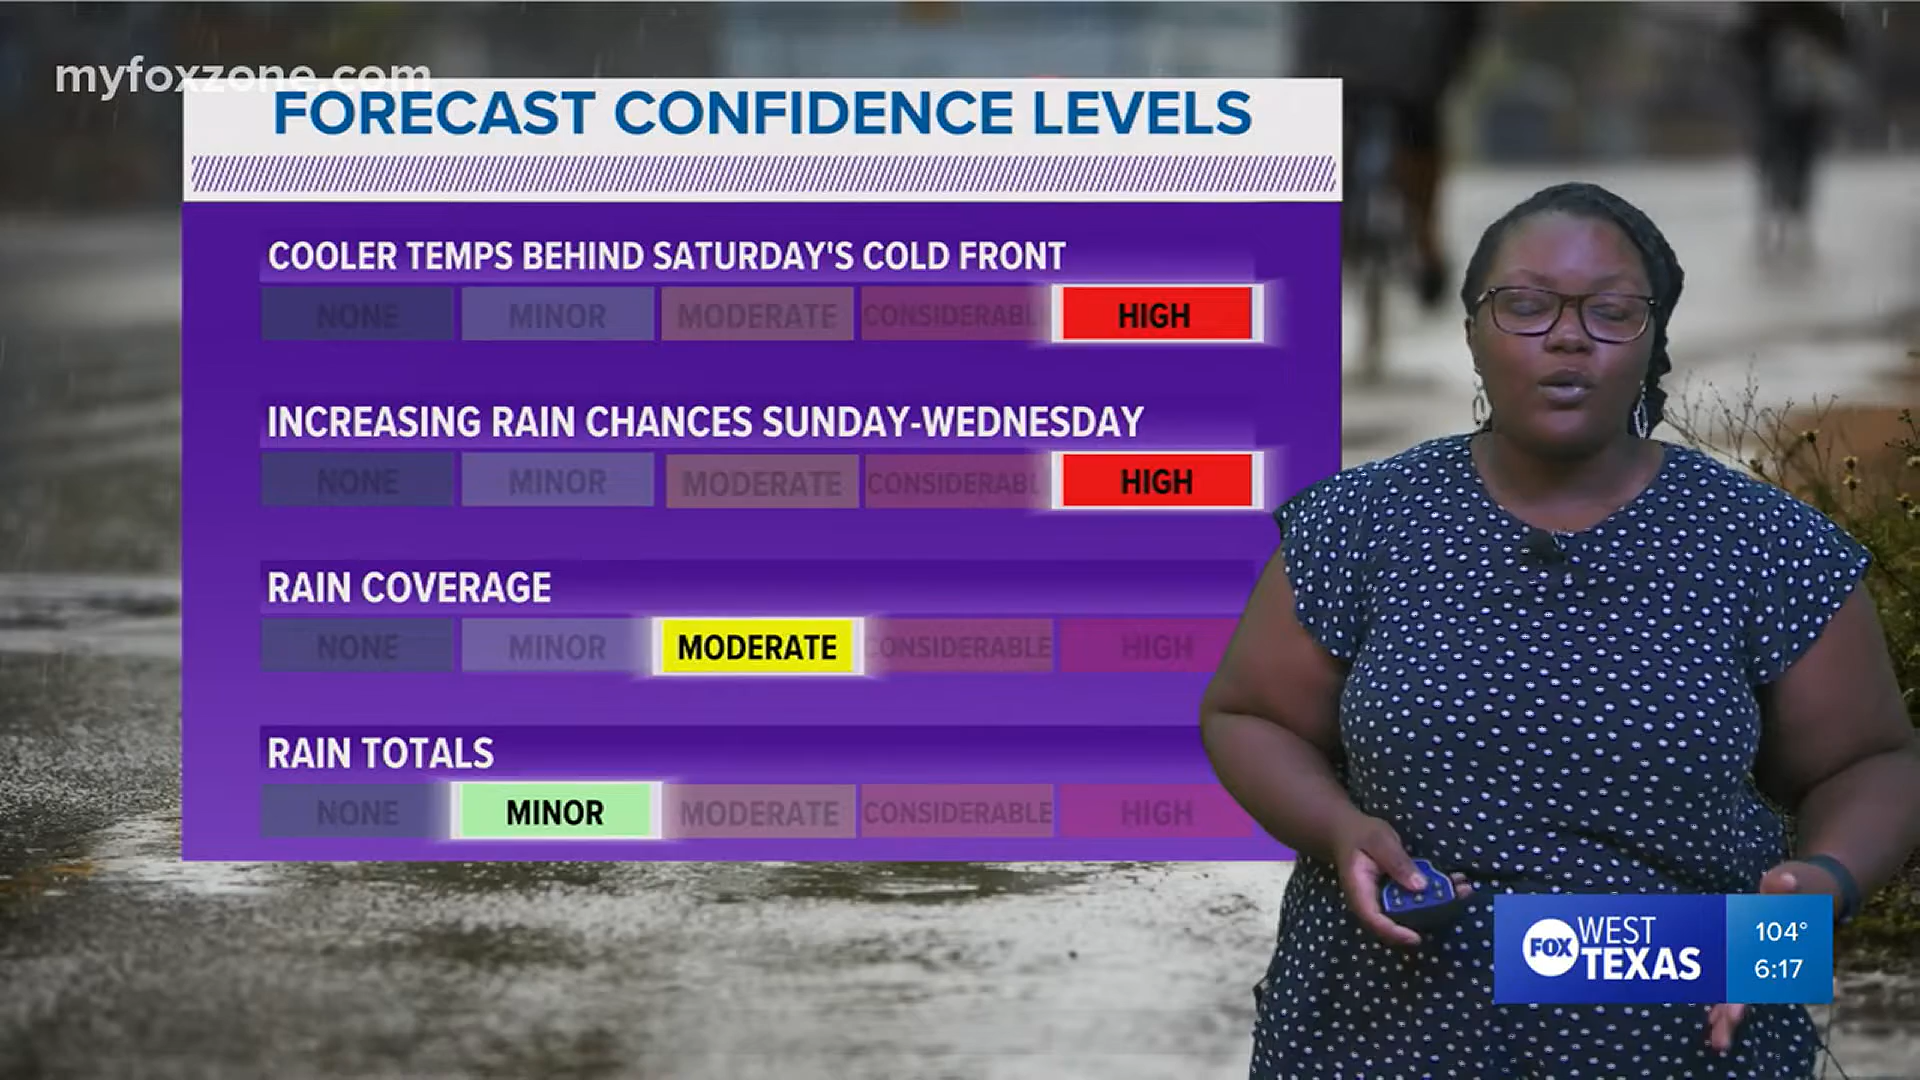 myfoxzone.com
FORECAST CONFIDENCE LEVELS
COOLER TEMPS BEHIND SATURDAY'S COLD FRONT
NONE MINOR MODERATE CONSIDERABL HIGH
INCREASING RAIN CHANCES SUNDAY-WEDNESDAY
NONE MINOR MODERATE CONSIDERABL HIGH
RAIN COVERAGE
NONE MINOR MODERATE CONSIDERABLE HIGH
RAIN TOTALS
NONE MINOR MODERATE CONSIDERABLE HIGH
FOX WEST TEXAS
104°
6:17